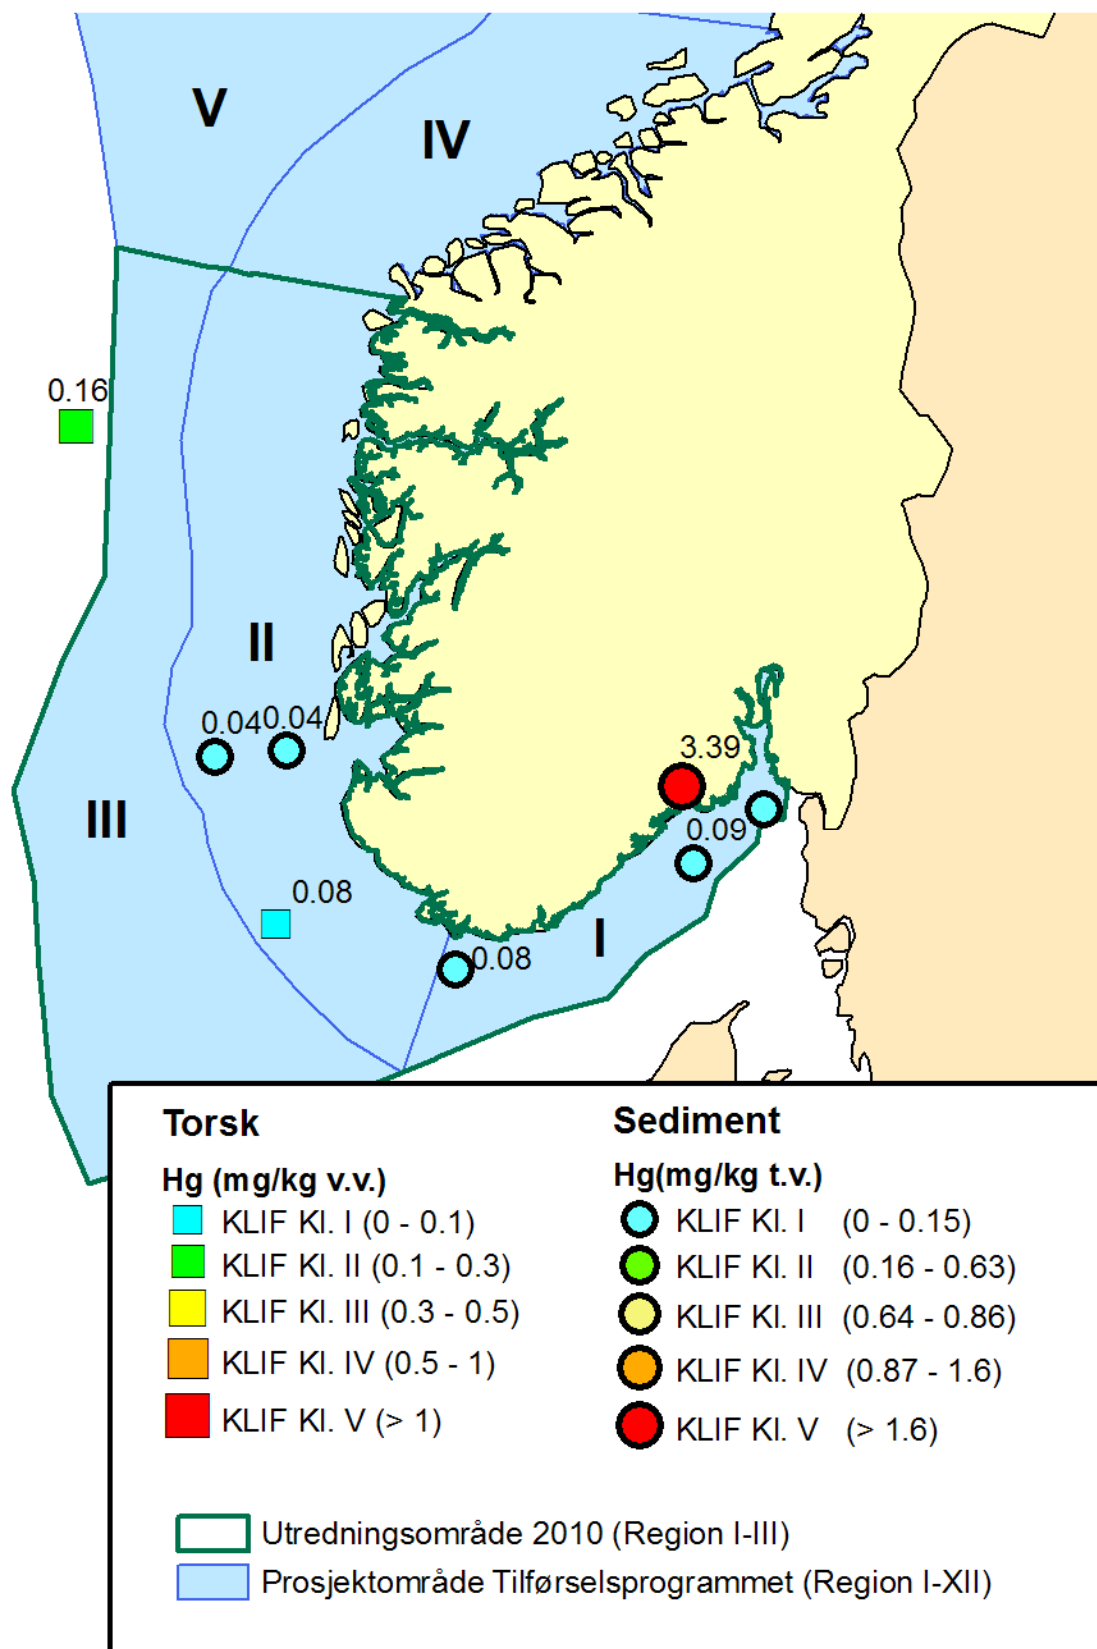 V
IV
0.16
II
0.04 0.04
3.39
III
0.09
0.08
I
0.08
Torsk
Hg (mg/kg v.v.)
KLIF Kl. I (0 - 0.1)
KLIF Kl. II (0.1 - 0.3)
KLIF Kl. III (0.3 - 0.5)
KLIF Kl. IV (0.5 - 1)
KLIF Kl. V (> 1)
Sediment
Hg(mg/kg t.v.)
KLIF Kl. I (0 - 0.15)
KLIF Kl. II (0.16 - 0.63)
KLIF Kl. III (0.64 - 0.86)
KLIF Kl. IV (0.87 - 1.6)
KLIF Kl. V (> 1.6)
Utredningsområde 2010 (Region I-III)
Prosjektområde Tilførselsprogrammet (Region I-XII)